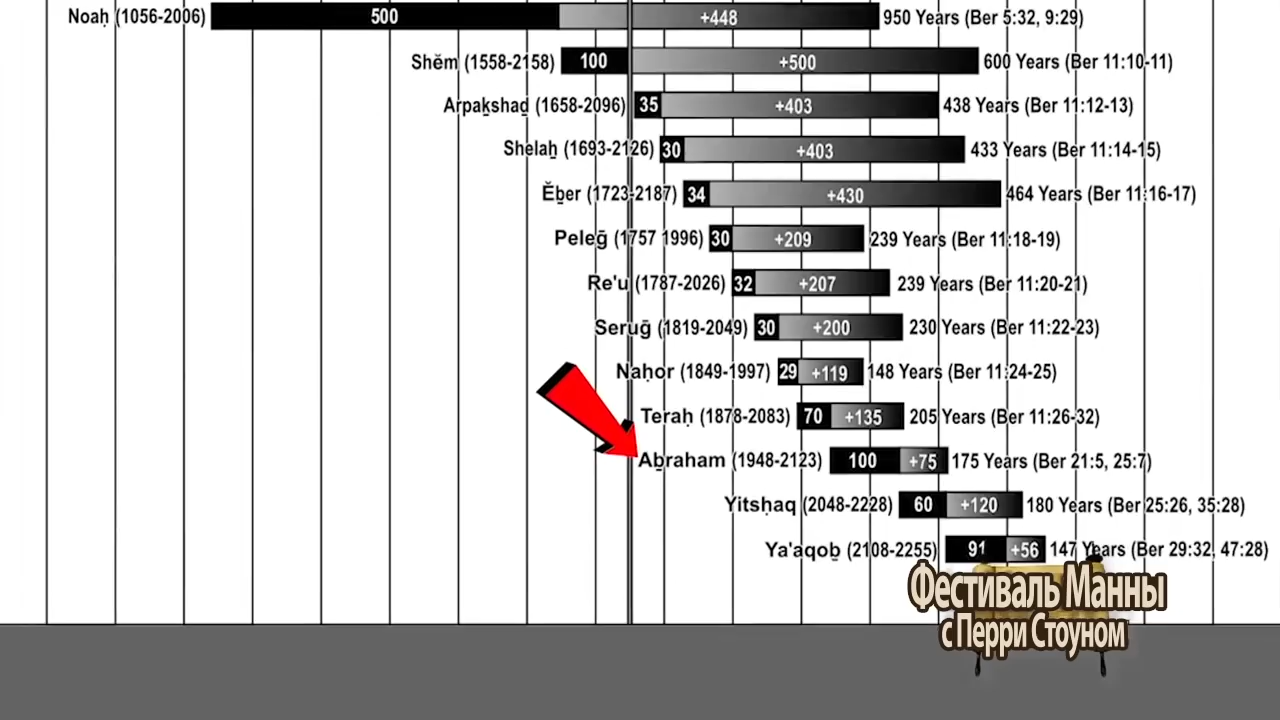 Noaḥ (1056-2006) 500 +448 950 Years (Ber 5:32, 9:29)
Shĕm (1558-2158) 100 +500 600 Years (Ber 11:10-11)
Arpaḵshaḏ (1658-2096) 35 +403 438 Years (Ber 11:12-13)
Shelaḥ (1693-2126) 30 +403 433 Years (Ber 11:14-15)
Ĕḇer (1723-2187) 34 +430 464 Years (Ber 11:16-17)
Peleḡ (1757 1996) 30 +209 239 Years (Ber 11:18-19)
Re'u (1787-2026) 32 +207 239 Years (Ber 11:20-21)
Seruḡ (1819-2049) 30 +200 230 Years (Ber 11:22-23)
Naḥor (1849-1997) 29 +119 148 Years (Ber 11:24-25)
Teraḥ (1878-2083) 70 +135 205 Years (Ber 11:26-32)
Aḇraham (1948-2123) 100 +75 175 Years (Ber 21:5, 25:7)
Yitsḥaq (2048-2228) 60 +120 180 Years (Ber 25:26, 35:28)
Ya'aqoḇ (2108-2255) 91 +56 147 Years (Ber 29:32, 47:28)
Фестиваль Манны
с Перри Стоуном